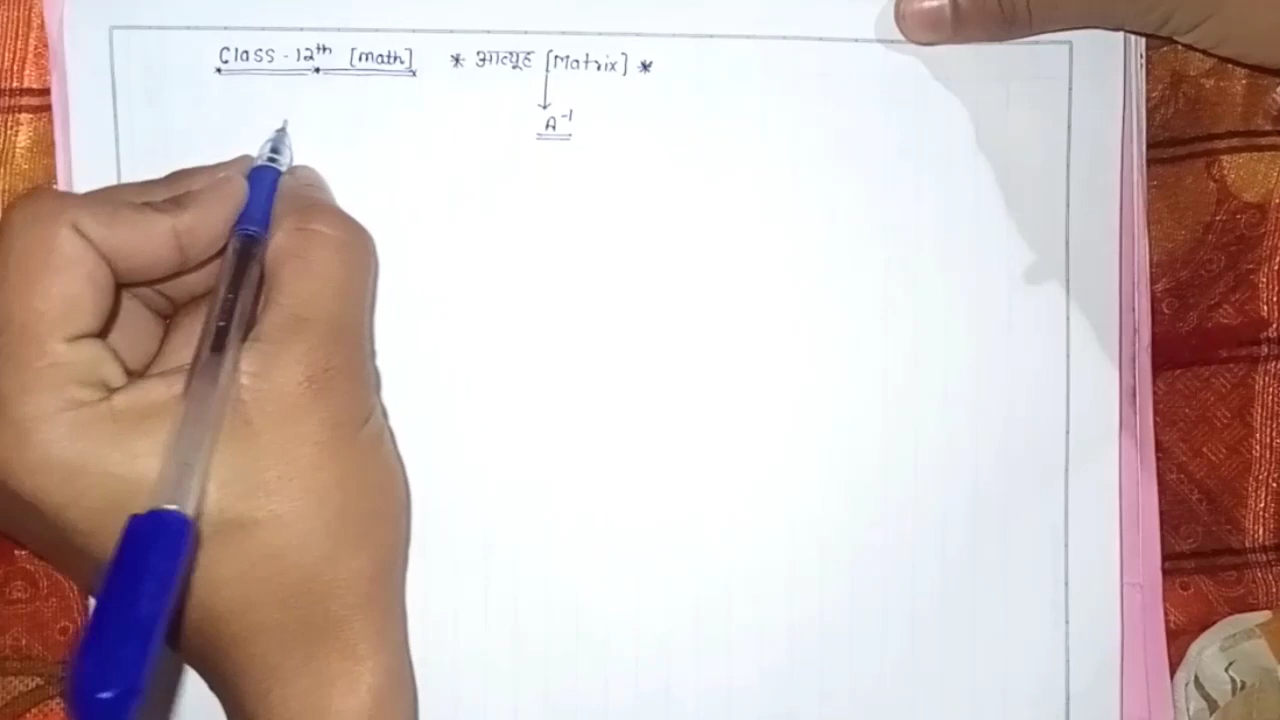 Class - 12th [math] * आव्यूह [Matrix] *
A⁻¹